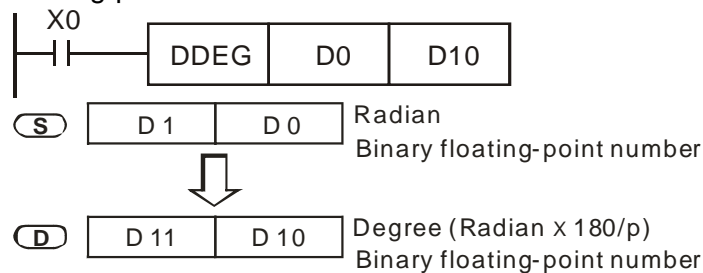 X0
DDEG D0 D10
S D 1 D 0 Radian
Binary floating-point number
D D 11 D 10 Degree (Radian x 180/p)
Binary floating-point number